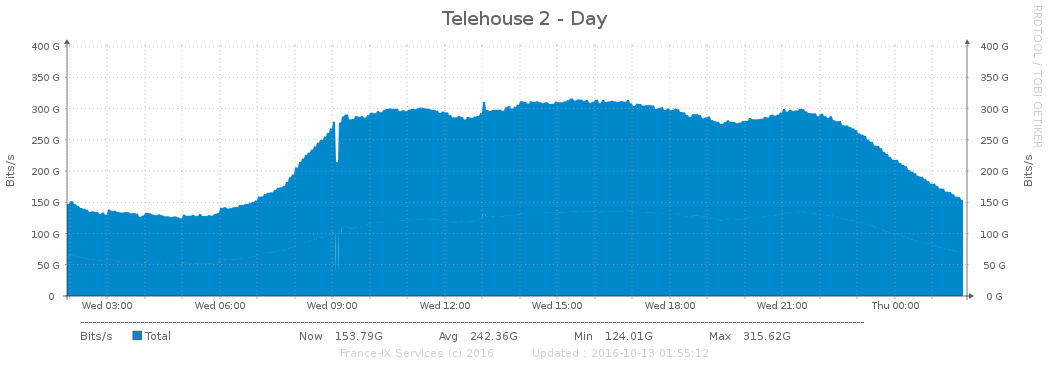 Telehouse 2 - Day
RRDTOOL / TOBI OETIKER
400 G 400 G
350 G 350 G
300 G 300 G
250 G 250 G
200 G 200 G
150 G 150 G
100 G 100 G
50 G 50 G
0 0 G
Bits/s
Bits/s
Wed 03:00 Wed 06:00 Wed 09:00 Wed 12:00 Wed 15:00 Wed 18:00 Wed 21:00 Thu 00:00
Bits/s Total Now 153.79G Avg 242.36G Min 124.01G Max 315.62G
France-IX Services (c) 2016 Updated : 2016-10-13 01:55:12